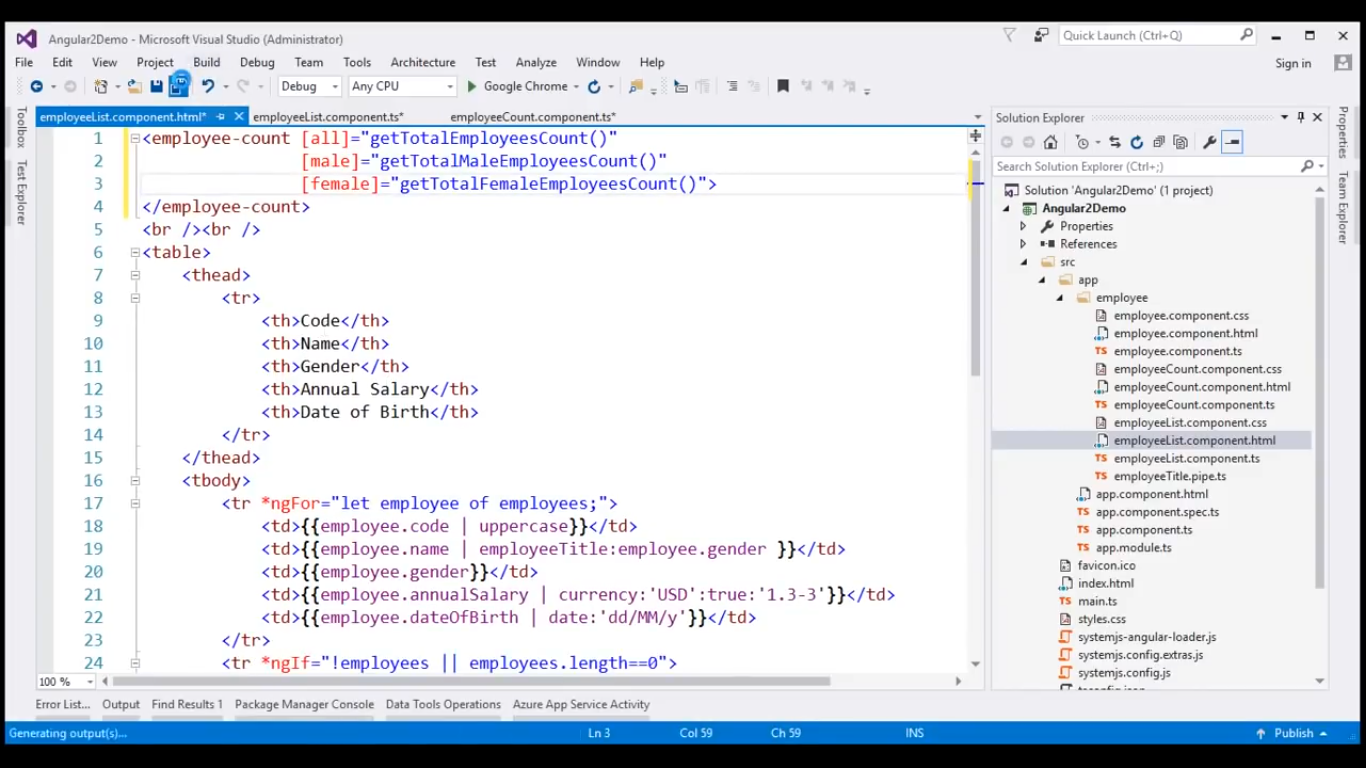 Angular2Demo - Microsoft Visual Studio (Administrator)
Quick Launch (Ctrl+Q)
File Edit View Project Build Debug Team Tools Architecture Test Analyze Window Help
Sign in
Debug Any CPU Google Chrome
employeeList.component.html* employeeList.component.ts* employeeCount.component.ts*
Toolbox
Test Explorer
1 <employee-count [all]="getTotalEmployeesCount()"
2 [male]="getTotalMaleEmployeesCount()"
3 [female]="getTotalFemaleEmployeesCount()">
4 </employee-count>
5 <br /><br />
6 <table>
7 <thead>
8 <tr>
9 <th>Code</th>
10 <th>Name</th>
11 <th>Gender</th>
12 <th>Annual Salary</th>
13 <th>Date of Birth</th>
14 </tr>
15 </thead>
16 <tbody>
17 <tr *ngFor="let employee of employees;">
18 <td>{{employee.code | uppercase}}</td>
19 <td>{{employee.name | employeeTitle:employee.gender }}</td>
20 <td>{{employee.gender}}</td>
21 <td>{{employee.annualSalary | currency:'USD':true:'1.3-3'}}</td>
22 <td>{{employee.dateOfBirth | date:'dd/MM/y'}}</td>
23 </tr>
24 <tr *ngIf="!employees || employees.length==0">
100 %
Solution Explorer
Search Solution Explorer (Ctrl+;)
Solution 'Angular2Demo' (1 project)
Angular2Demo
Properties
References
src
app
employee
employee.component.css
employee.component.html
TS employee.component.ts
employeeCount.component.css
employeeCount.component.html
TS employeeCount.component.ts
employeeList.component.css
employeeList.component.html
TS employeeList.component.ts
TS employeeTitle.pipe.ts
app.component.html
TS app.component.spec.ts
TS app.component.ts
TS app.module.ts
favicon.ico
index.html
TS main.ts
styles.css
systemjs-angular-loader.js
systemjs.config.extras.js
systemjs.config.js
Properties
Team Explorer
Error List... Output Find Results 1 Package Manager Console Data Tools Operations Azure App Service Activity
Generating output(s)... Ln 3 Col 59 Ch 59 INS Publish